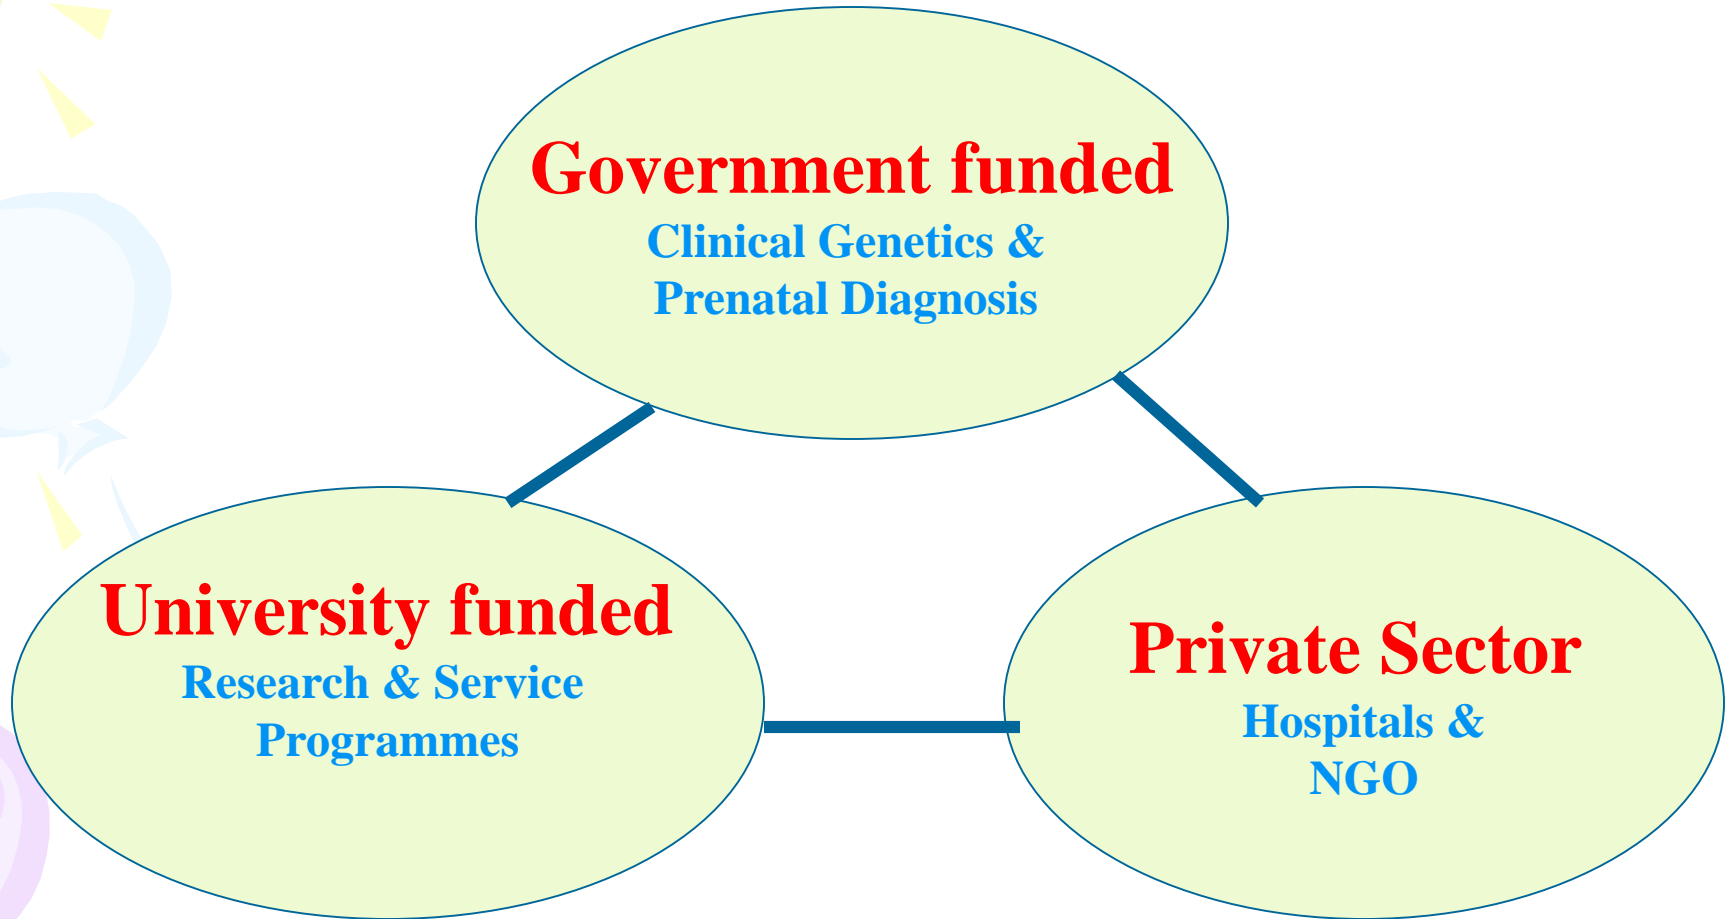 Government funded
Clinical Genetics &
Prenatal Diagnosis
University funded
Research & Service
Programmes
Private Sector
Hospitals &
NGO